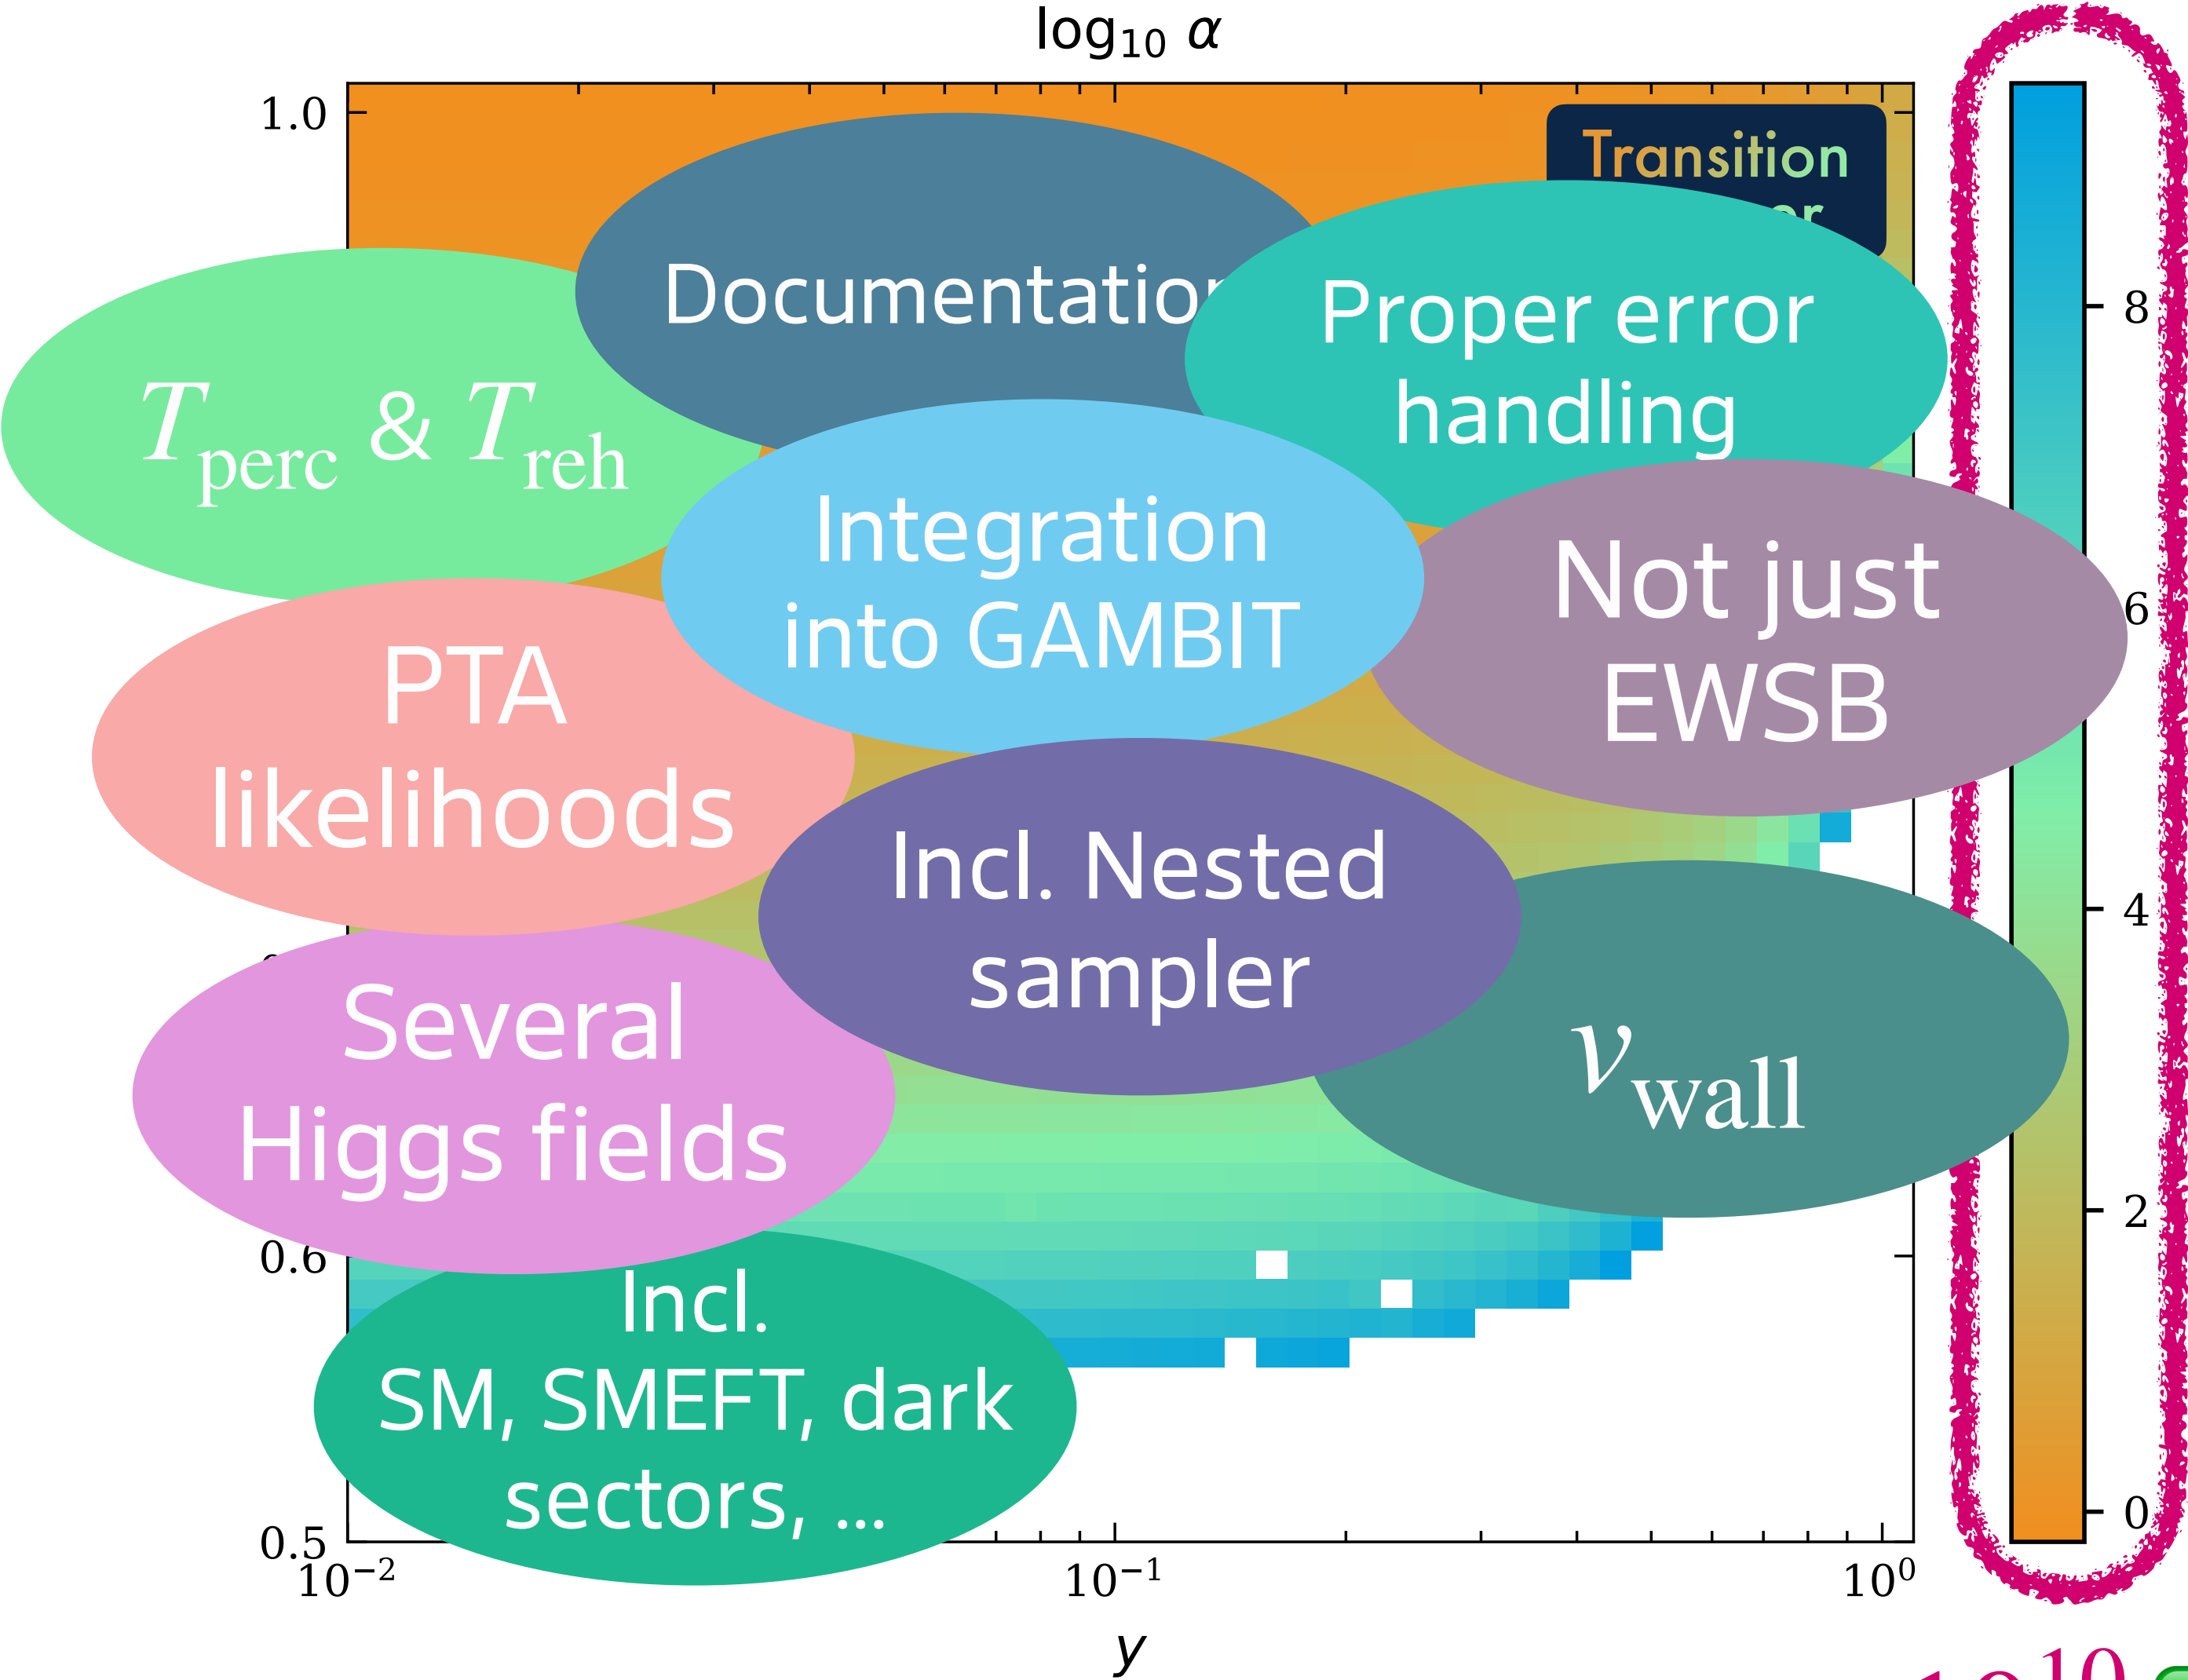 log₁₀ α
1.0
Transition
Documentation
Proper error
handling
8
T_perc & T_reh
Integration
into GAMBIT
Not just
EWSB
6
PTA
likelihoods
Incl. Nested
sampler
4
Several
Higgs fields
v_wall
2
0.6
Incl.
SM, SMEFT, dark
sectors, ...
0
0.5
10⁻²
10⁻¹
10⁰
y